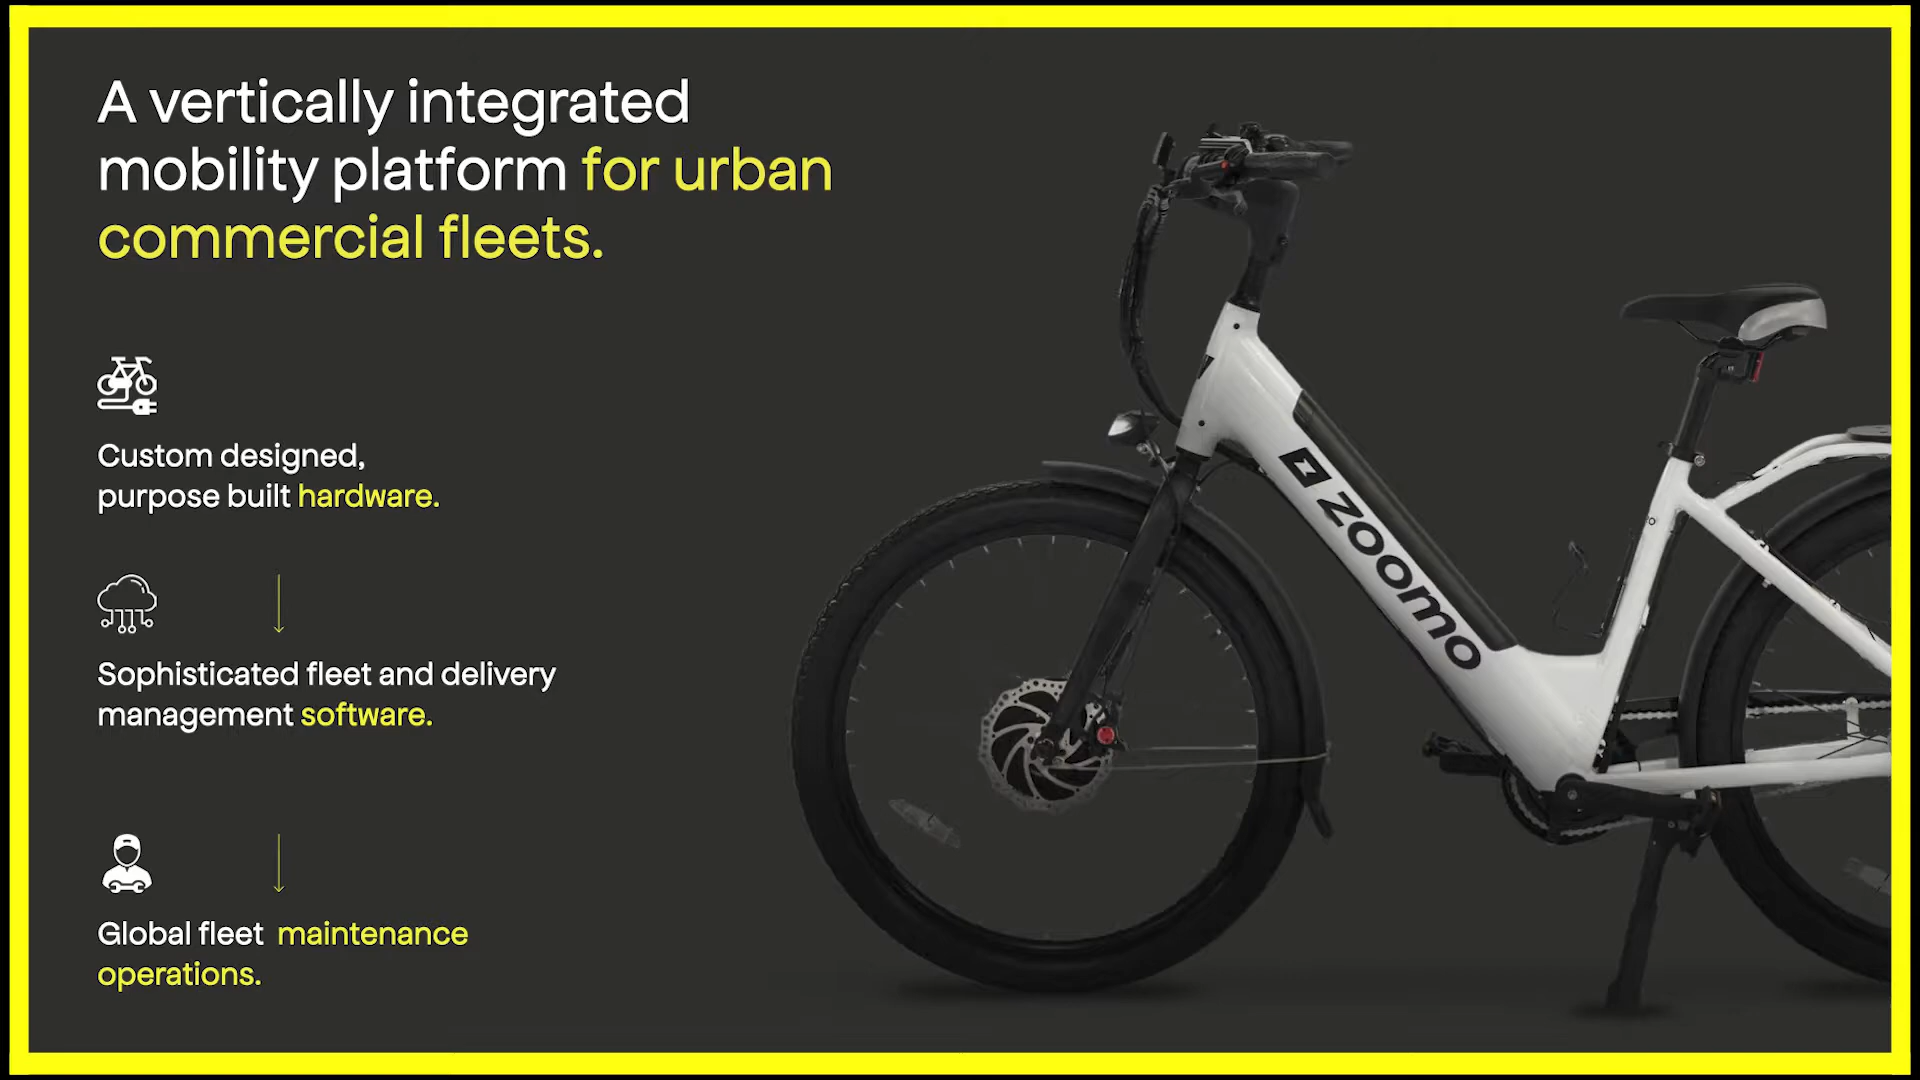 A vertically integrated
mobility platform for urban
commercial fleets.
Custom designed,
purpose built hardware.
Sophisticated fleet and delivery
management software.
Global fleet maintenance
operations.
zoomo